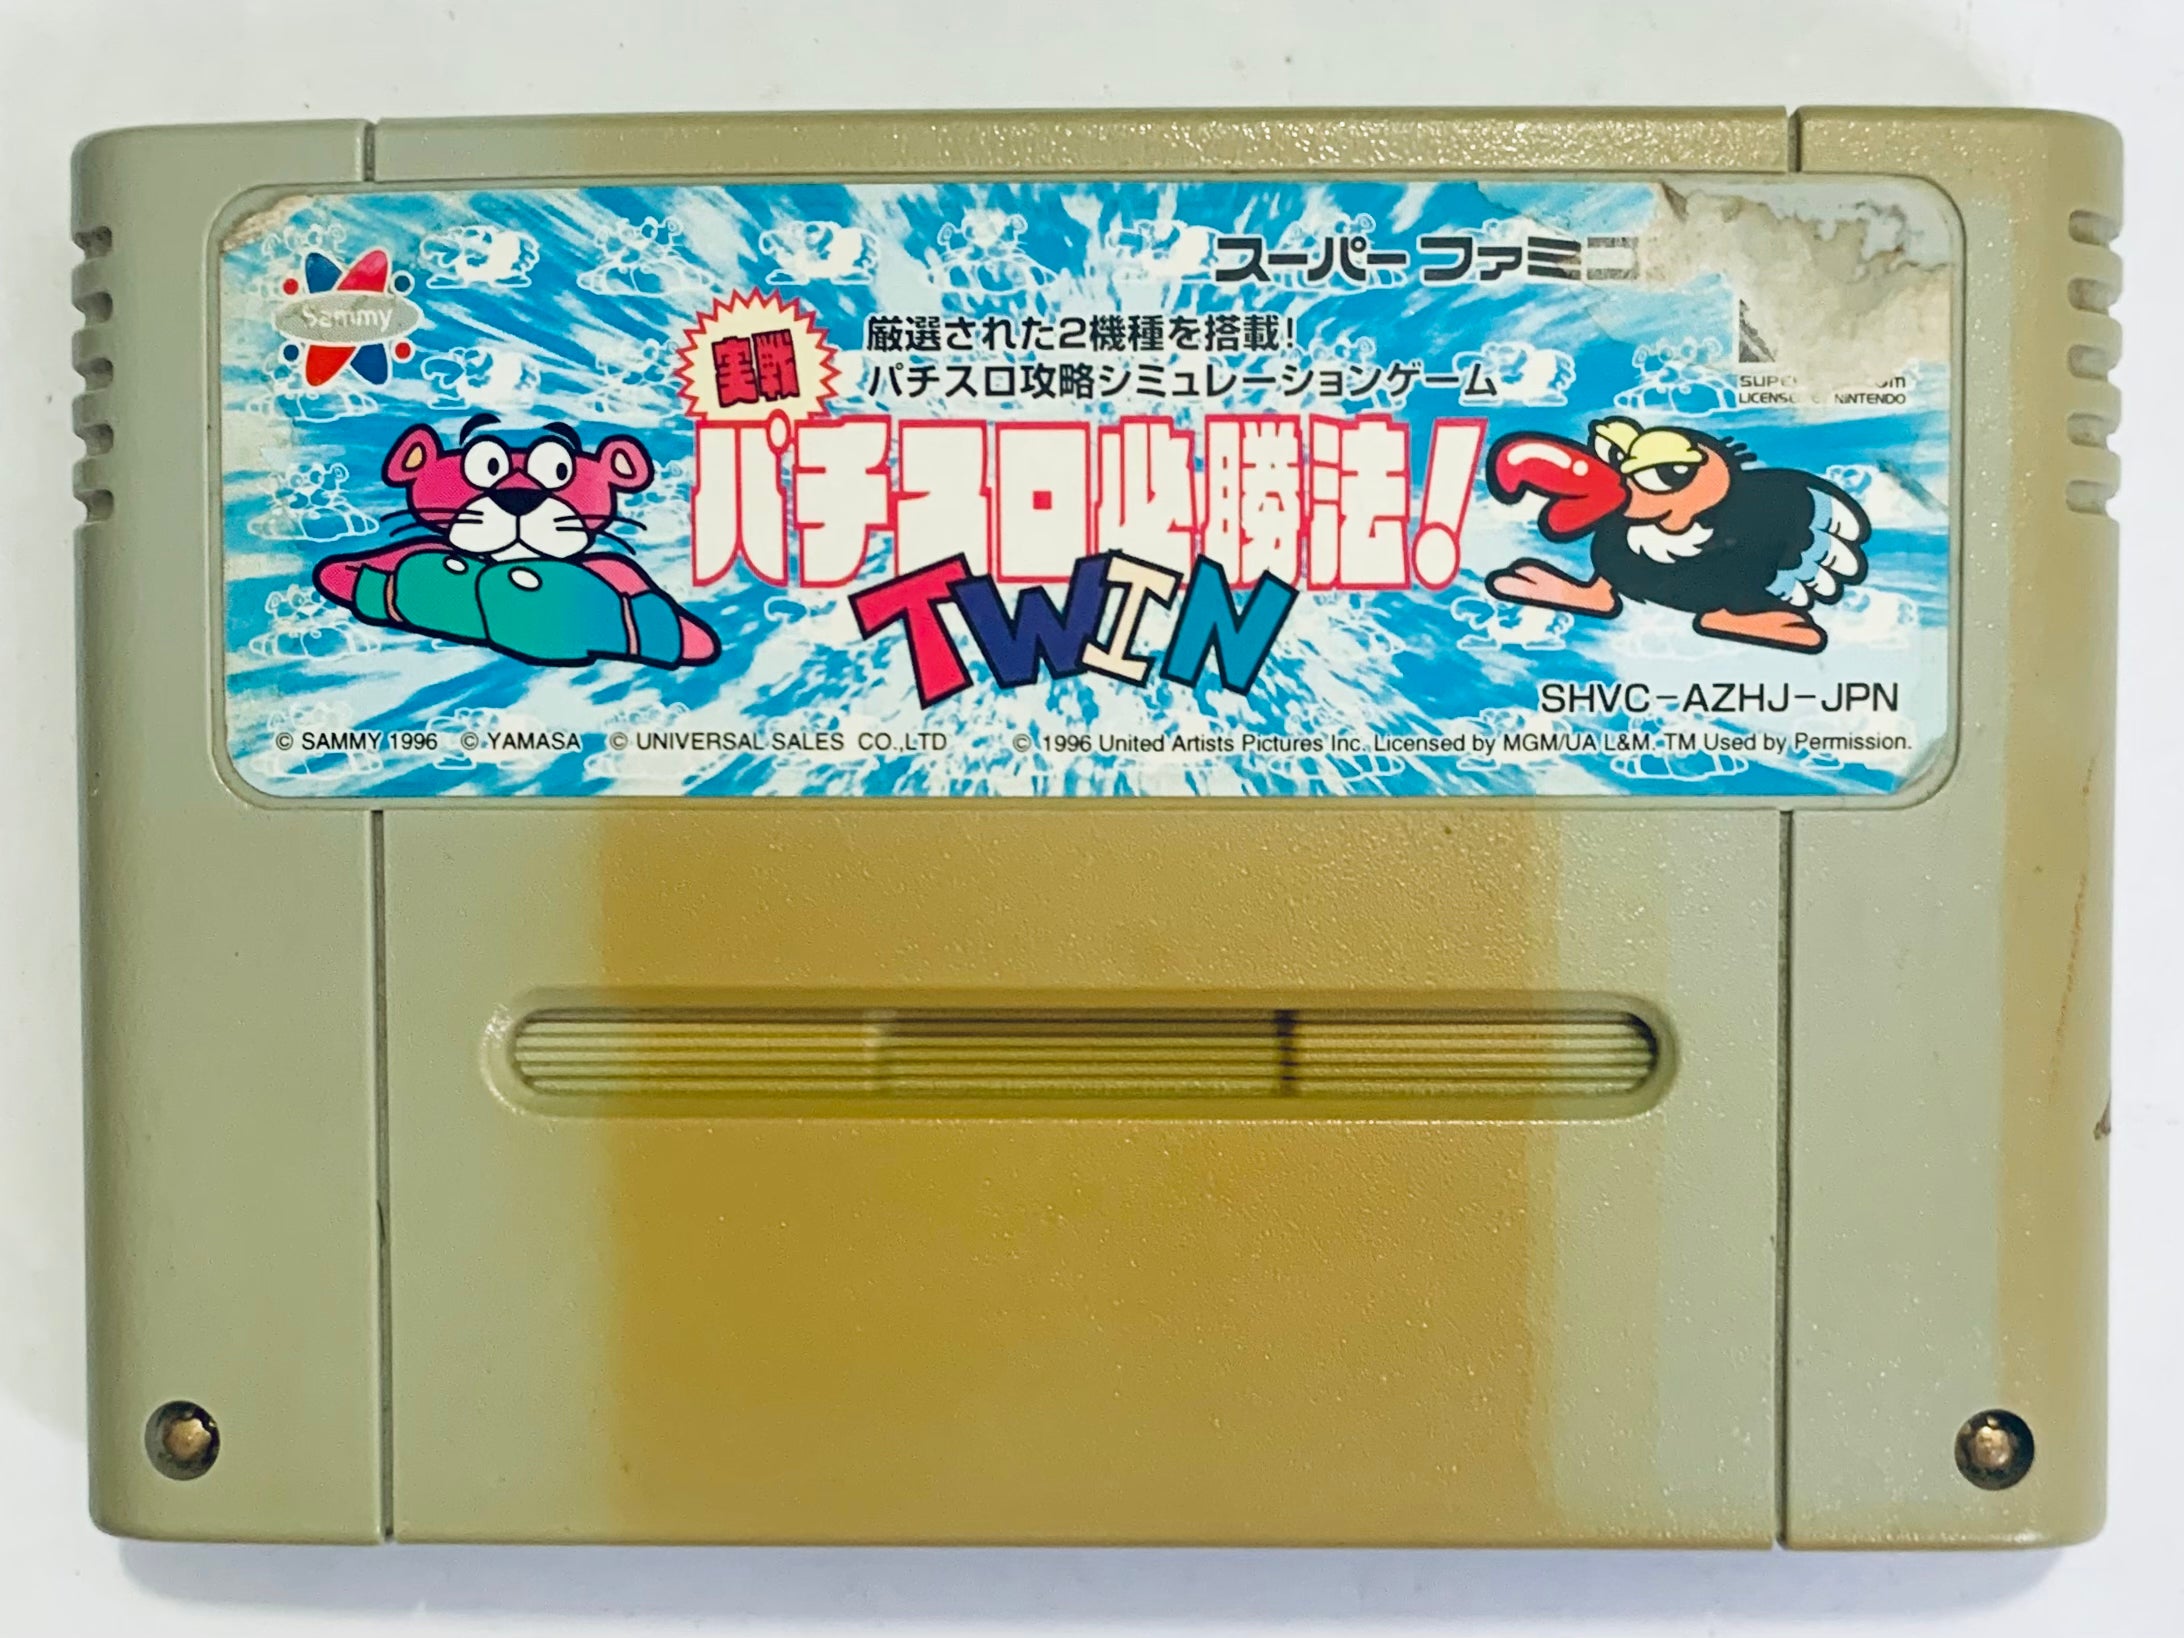 スーパーファミコ
Sammy
実戦
厳選された2機種を搭載!
パチスロ攻略シミュレーションゲーム
パチスロ必勝法!
TWIN
NINTENDO
SHVC-AZHJ-JPN
© SAMMY 1996 © YAMASA © UNIVERSAL SALES CO.,LTD © 1996 United Artists Pictures Inc. Licensed by MGM/UA L&M. TM Used by Permission.